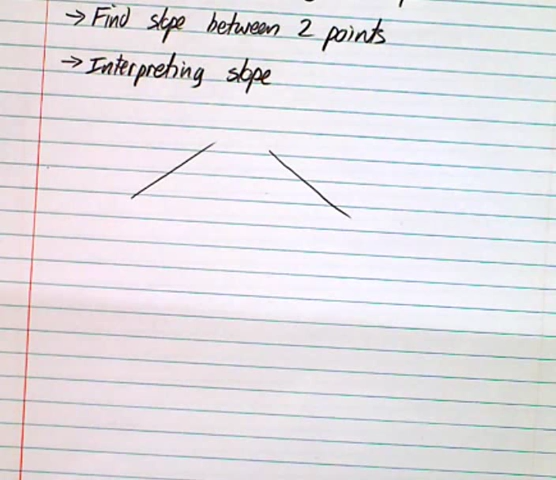 → Find slope between 2 points
→ Interpreting slope